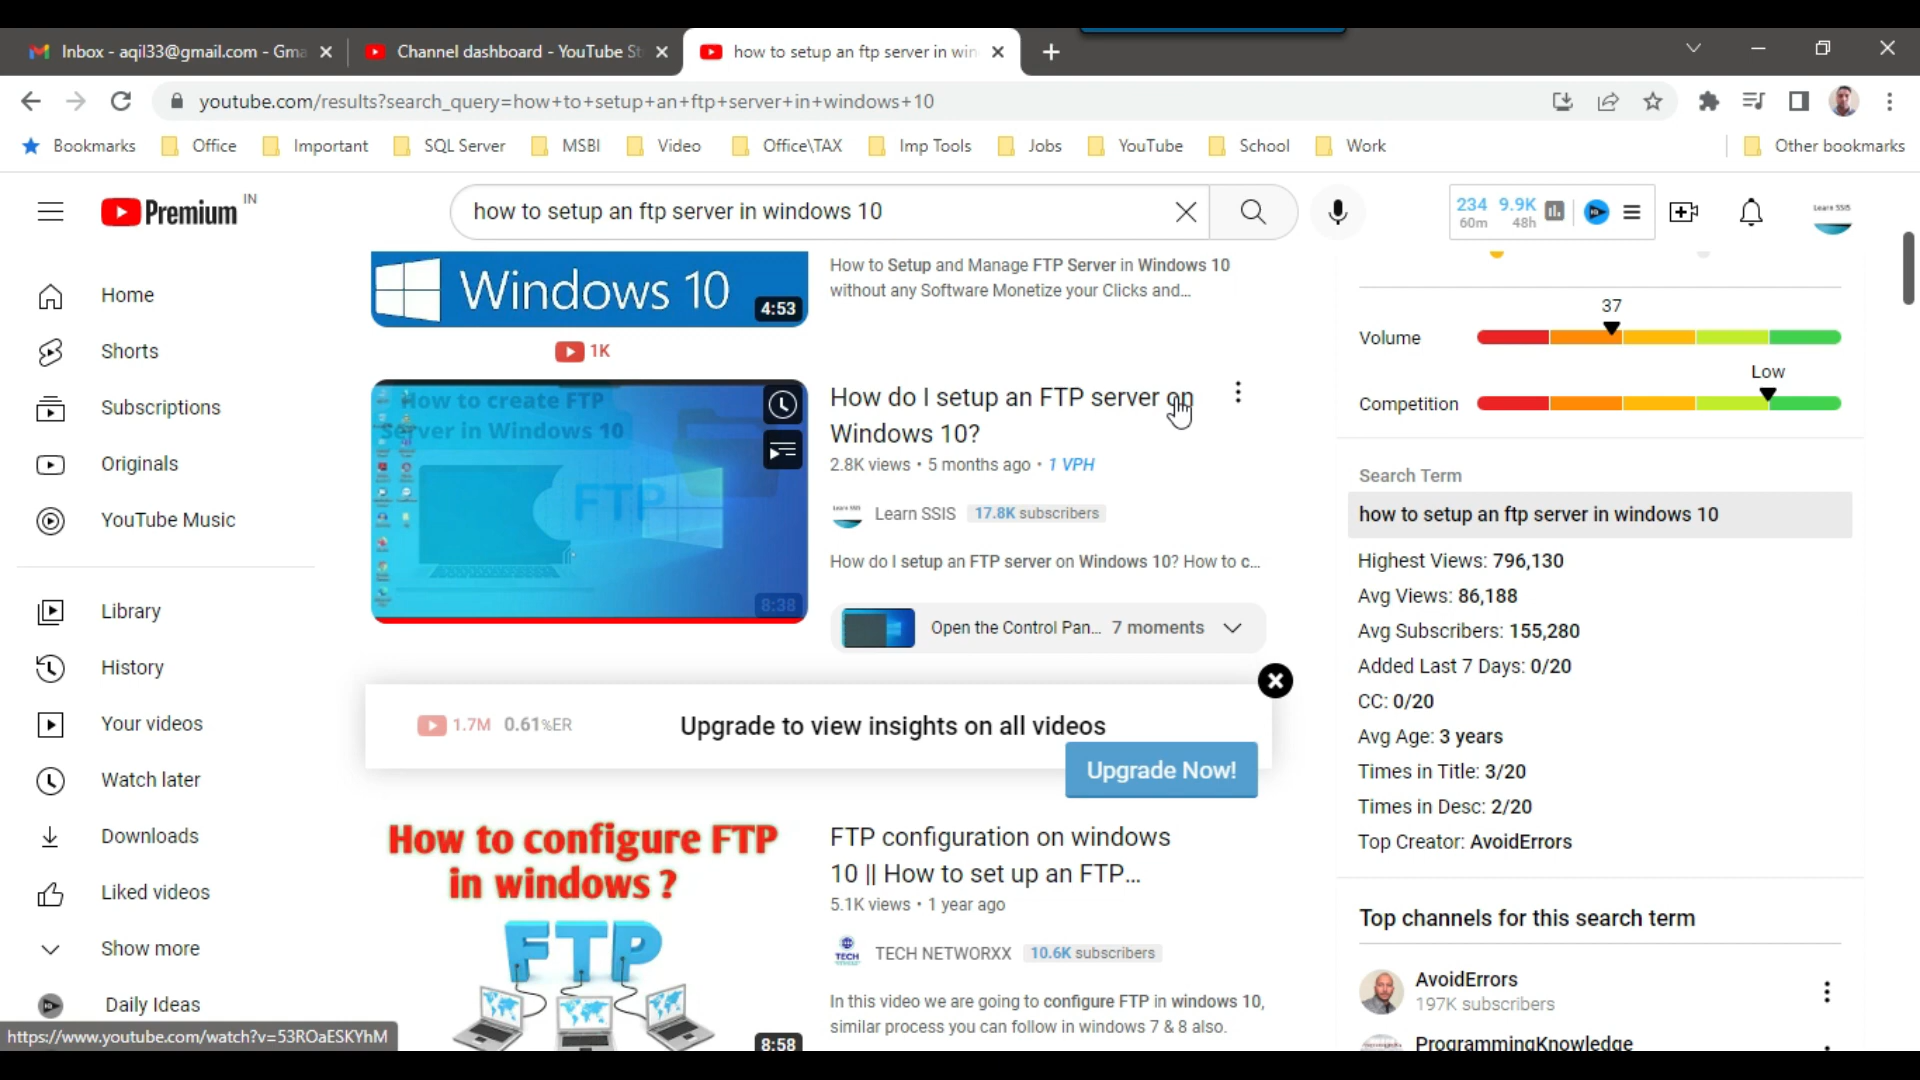 Inbox - aqil33@gmail.com - Gma
Channel dashboard - YouTube St
how to setup an ftp server in win
youtube.com/results?search_query=how+to+setup+an+ftp+server+in+windows+10
Bookmarks
Office
Important
SQL Server
MSBI
Video
Office\TAX
Imp Tools
Jobs
YouTube
School
Work
Other bookmarks
Premium IN
how to setup an ftp server in windows 10
234 9.9K
60m 48h
Learn SSIS
Home
Shorts
Subscriptions
Originals
YouTube Music
Library
History
Your videos
Watch later
Downloads
Liked videos
Show more
Daily Ideas
https://www.youtube.com/watch?v=53ROaESKYhM
Windows 10
4:53
1K
How to Setup and Manage FTP Server in Windows 10
without any Software Monetize your Clicks and...
How to create FTP
Server in Windows 10
FTP
8:38
How do I setup an FTP server on
Windows 10?
2.8K views • 5 months ago • 1 VPH
Learn SSIS 17.8K subscribers
How do I setup an FTP server on Windows 10? How to c...
Open the Control Pan... 7 moments
1.7M 0.61%ER
Upgrade to view insights on all videos
Upgrade Now!
How to configure FTP
in windows ?
FTP
8:58
FTP configuration on windows
10 || How to set up an FTP...
5.1K views • 1 year ago
TECH
TECH NETWORXX 10.6K subscribers
In this video we are going to configure FTP in windows 10,
similar process you can follow in windows 7 & 8 also.
37
Volume
Low
Competition
Search Term
how to setup an ftp server in windows 10
Highest Views: 796,130
Avg Views: 86,188
Avg Subscribers: 155,280
Added Last 7 Days: 0/20
CC: 0/20
Avg Age: 3 years
Times in Title: 3/20
Times in Desc: 2/20
Top Creator: AvoidErrors
Top channels for this search term
AvoidErrors
197K subscribers
ProgrammingKnowledge